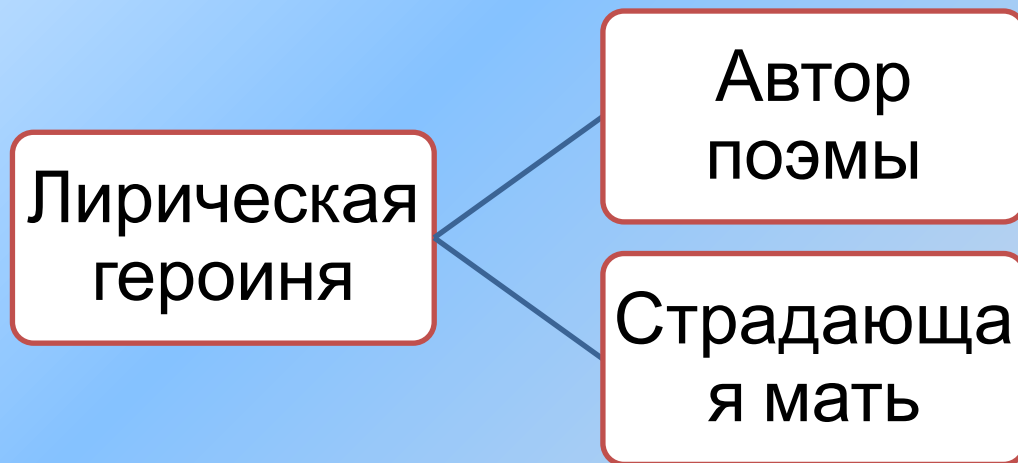 Лирическая
героиня
Автор
поэмы
Страдающа
я мать